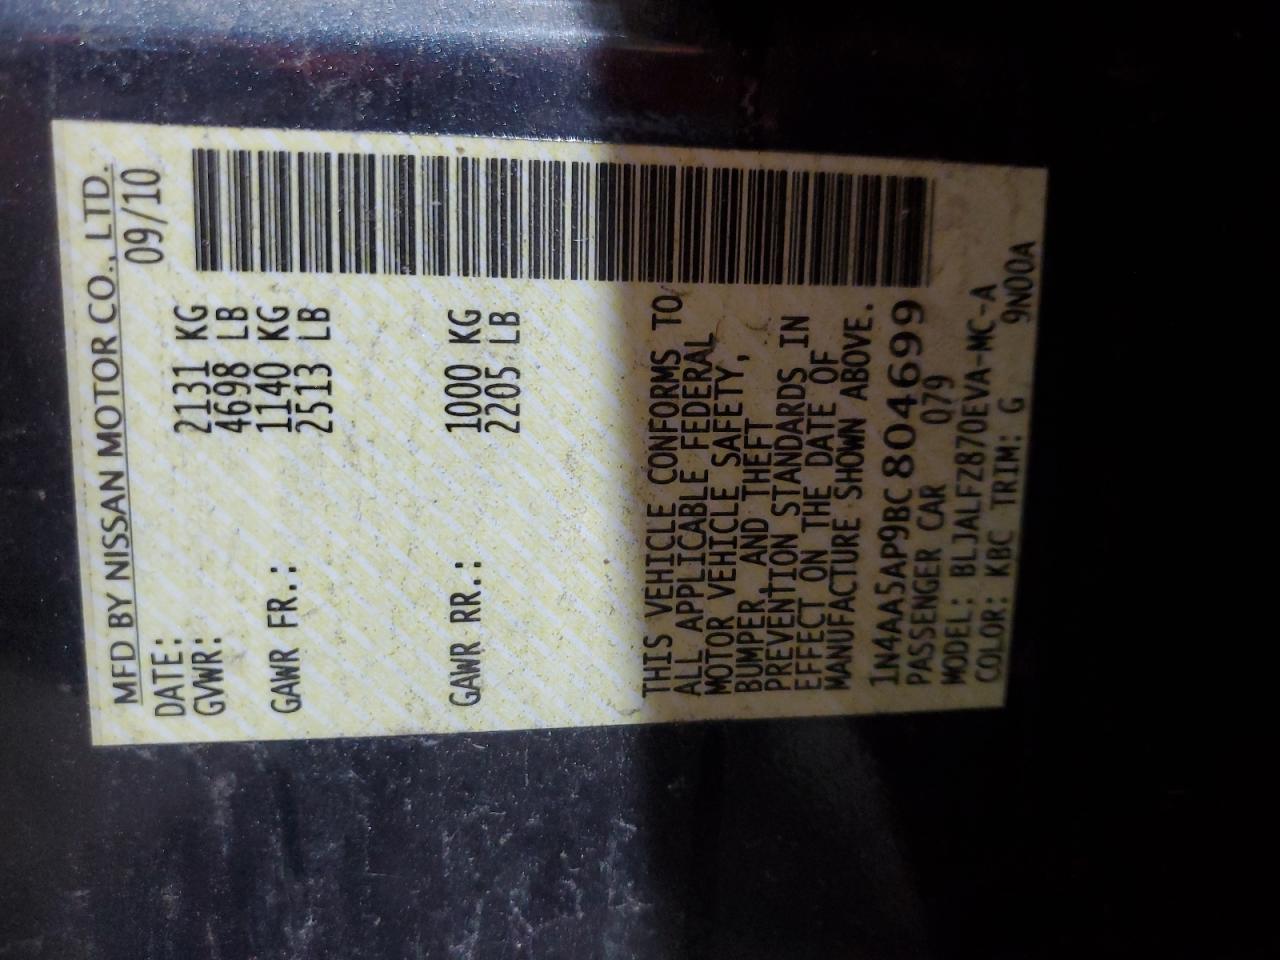 MFD BY NISSAN MOTOR CO., LTD.
DATE: 09/10
GVWR: 2131 KG
4698 LB
GAWR FR.: 1140 KG
2513 LB
GAWR RR.: 1000 KG
2205 LB
THIS VEHICLE CONFORMS TO
ALL APPLICABLE FEDERAL
MOTOR VEHICLE SAFETY,
BUMPER, AND THEFT
PREVENTION STANDARDS IN
EFFECT ON THE DATE OF
MANUFACTURE SHOWN ABOVE.
1N4AA5AP9BC804699
PASSENGER CAR 079
MODEL: BLJALFZ870EVA-MC-A
COLOR: KBC TRIM: G 9N00A